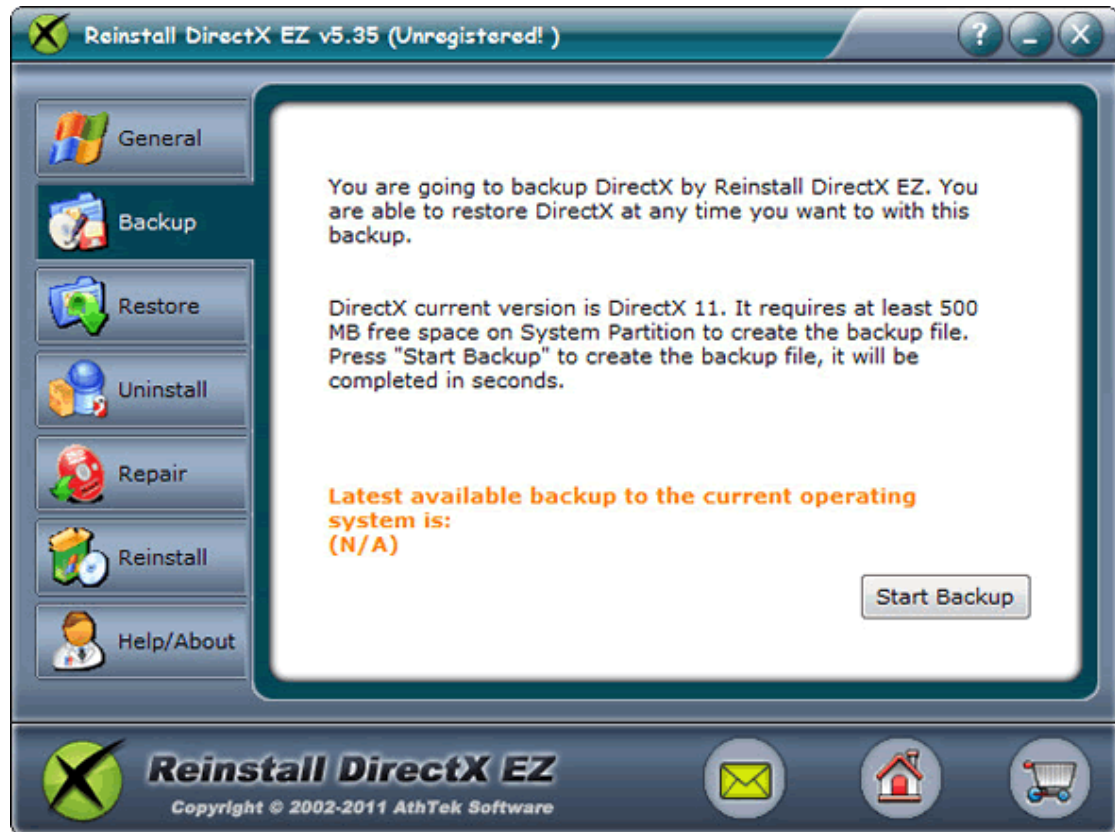 Reinstall DirectX EZ v5.35 (Unregistered! )
?
General
Backup
Restore
Uninstall
Repair
Reinstall
Help/About
You are going to backup DirectX by Reinstall DirectX EZ. You
are able to restore DirectX at any time you want to with this
backup.
DirectX current version is DirectX 11. It requires at least 500
MB free space on System Partition to create the backup file.
Press "Start Backup" to create the backup file, it will be
completed in seconds.
Latest available backup to the current operating
system is:
(N/A)
Start Backup
Reinstall DirectX EZ
Copyright © 2002-2011 AthTek Software